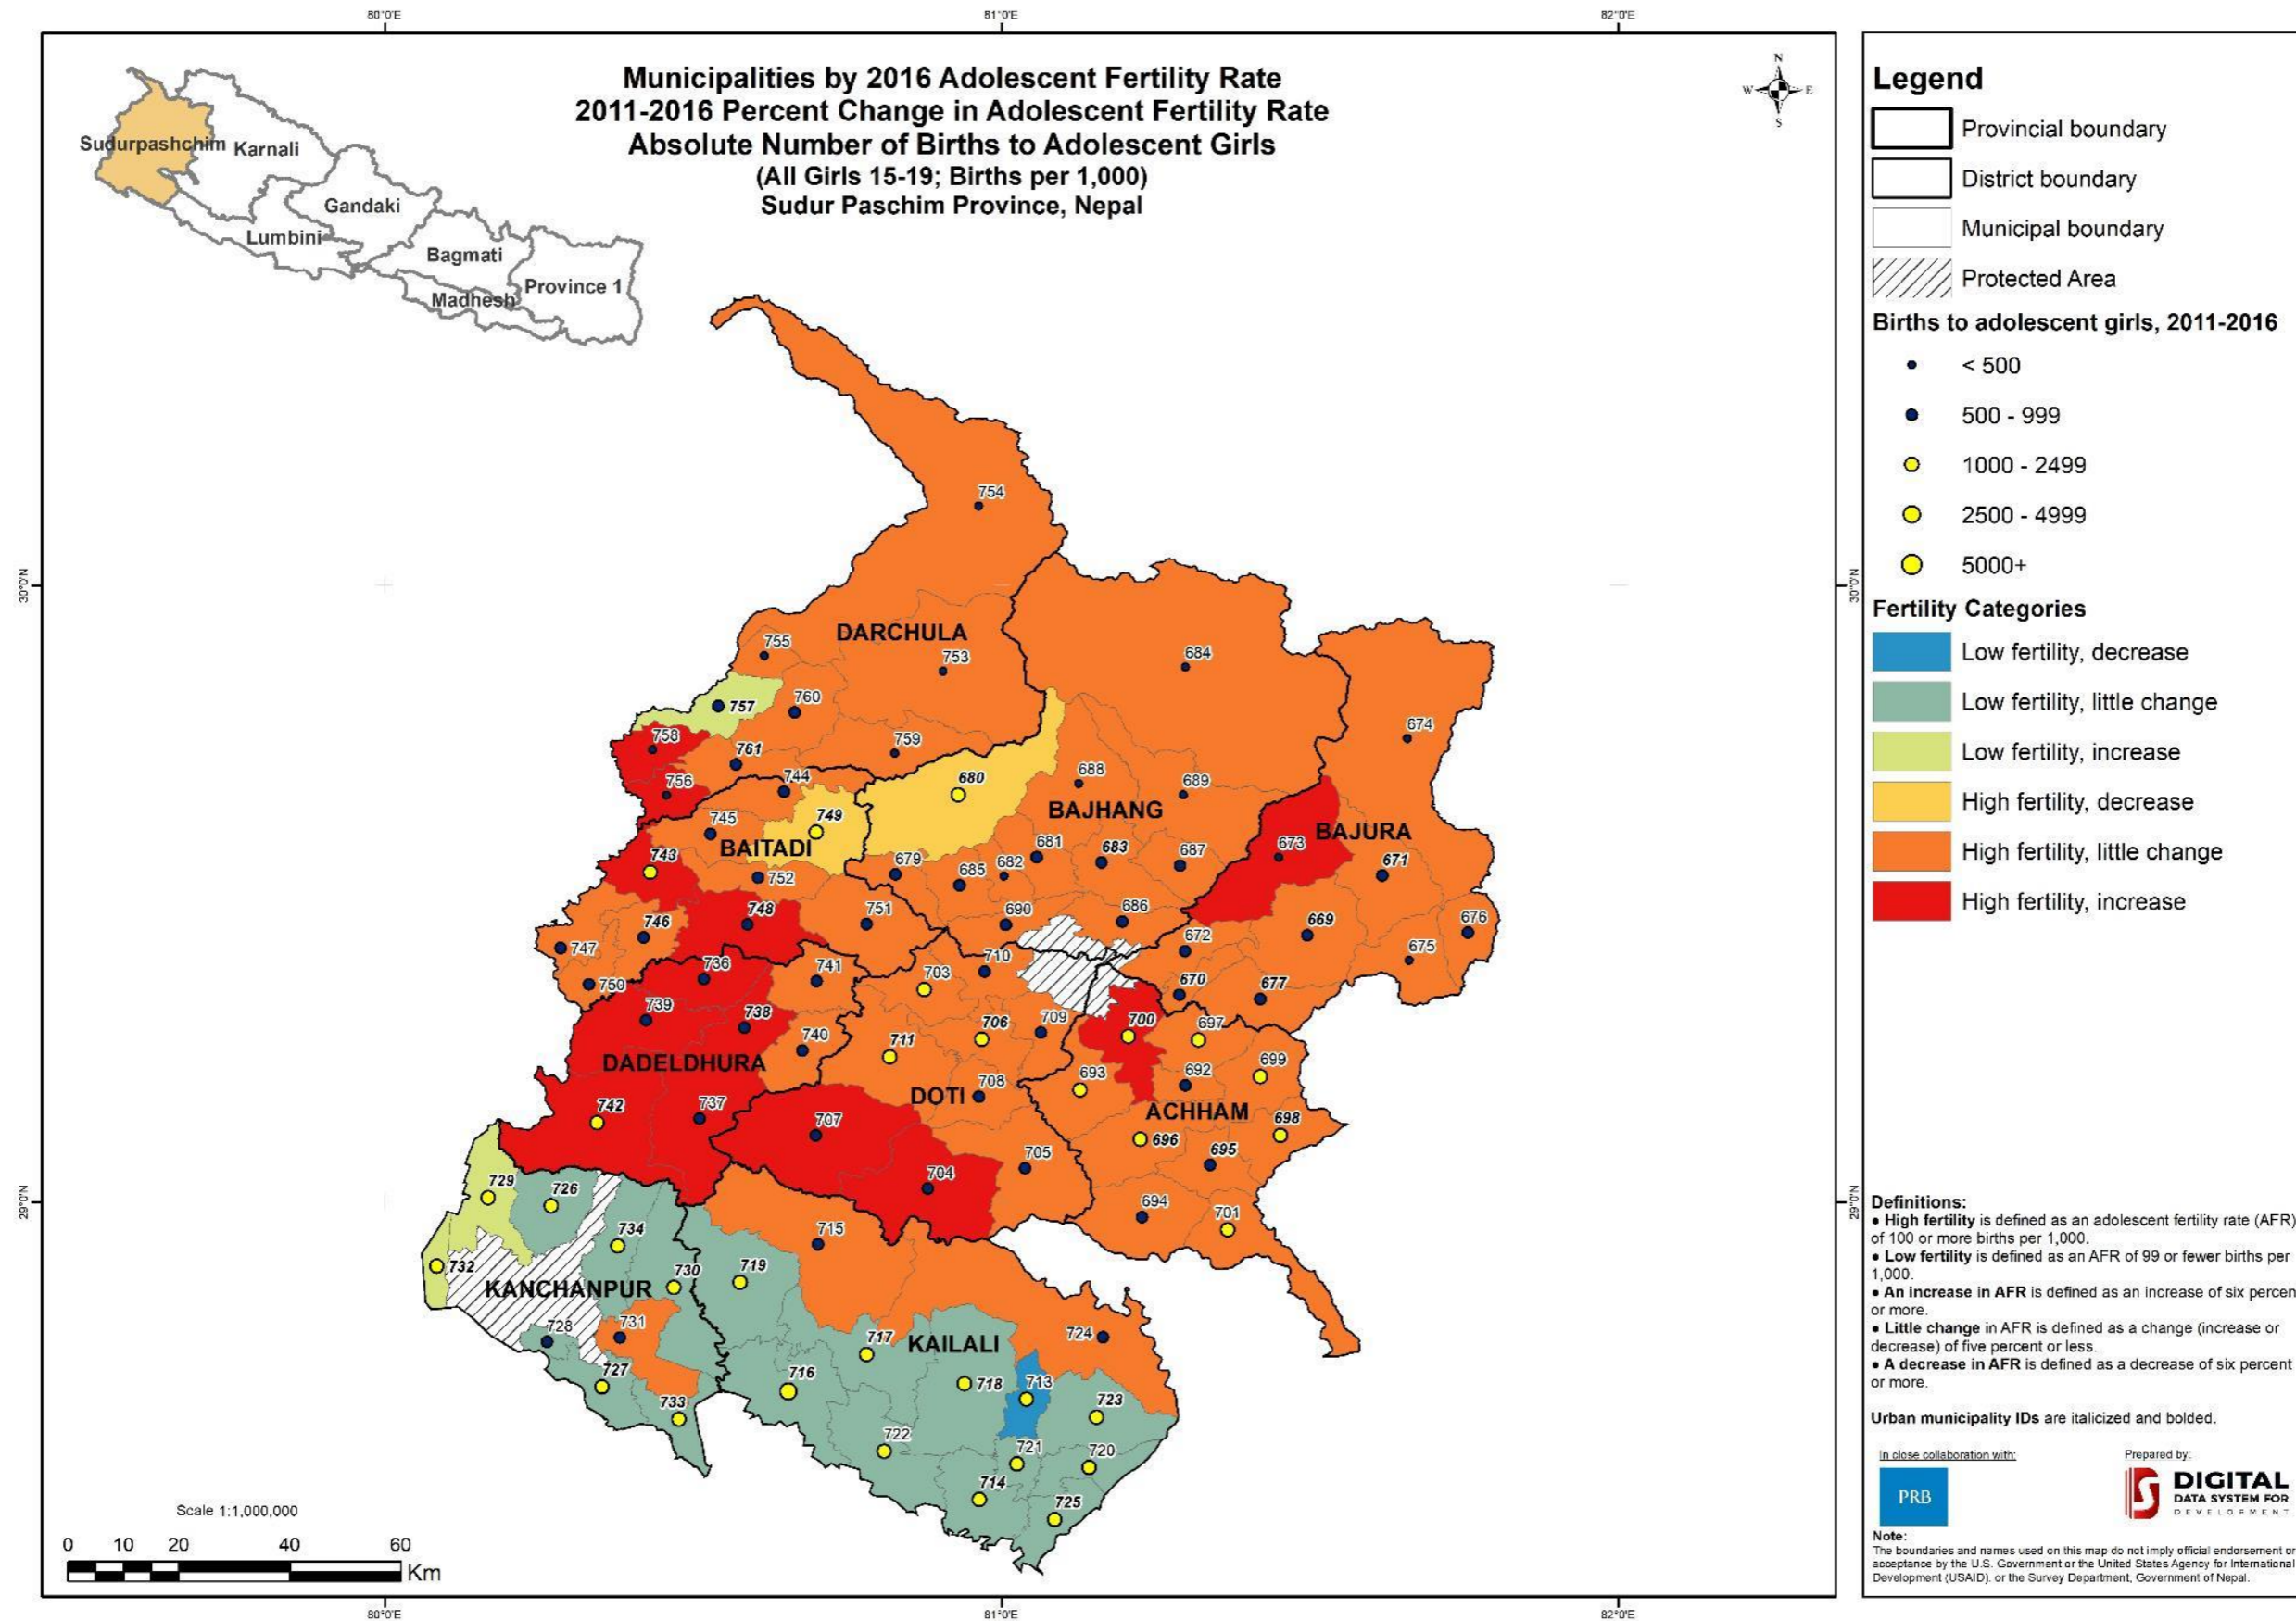 80°0'E
81°0'E
82°0'E
Municipalities by 2016 Adolescent Fertility Rate
2011-2016 Percent Change in Adolescent Fertility Rate
Absolute Number of Births to Adolescent Girls
(All Girls 15-19; Births per 1,000)
Sudur Paschim Province, Nepal
N
W
E
S
Sudurpashchim
Karnali
Gandaki
Lumbini
Bagmati
Province 1
Madhesh
30°0'N
30°0'N
29°0'N
29°0'N
754
DARCHULA
755
753
684
757
760
674
758
761
759
756
744
680
688
689
BAJHANG
745
749
BAITADI
BAJURA
743
752
679
685
682
681
683
687
673
671
748
751
690
686
669
676
746
747
672
675
750
736
741
703
710
670
677
739
738
740
711
706
709
700
697
DADELDHURA
708
693
692
699
DOTI
ACHHAM
742
737
707
696
698
695
704
705
694
701
729
726
734
715
732
KANCHANPUR
730
719
728
731
717
KAILALI
724
727
716
718
713
723
733
722
721
720
714
725
Scale 1:1,000,000
0 10 20 40 60
Km
80°0'E
81°0'E
82°0'E
Legend
Provincial boundary
District boundary
Municipal boundary
Protected Area
Births to adolescent girls, 2011-2016
< 500
500 - 999
1000 - 2499
2500 - 4999
5000+
Fertility Categories
Low fertility, decrease
Low fertility, little change
Low fertility, increase
High fertility, decrease
High fertility, little change
High fertility, increase
Definitions:
• High fertility is defined as an adolescent fertility rate (AFR)
of 100 or more births per 1,000.
• Low fertility is defined as an AFR of 99 or fewer births per
1,000.
• An increase in AFR is defined as an increase of six percen
or more.
• Little change in AFR is defined as a change (increase or
decrease) of five percent or less.
• A decrease in AFR is defined as a decrease of six percent
or more.
Urban municipality IDs are italicized and bolded.
In close collaboration with:
Prepared by:
PRB
DIGITAL
DATA SYSTEM FOR
DEVELOPMENT
Note:
The boundaries and names used on this map do not imply official endorsement or
acceptance by the U.S. Government or the United States Agency for International
Development (USAID). or the Survey Department, Government of Nepal.